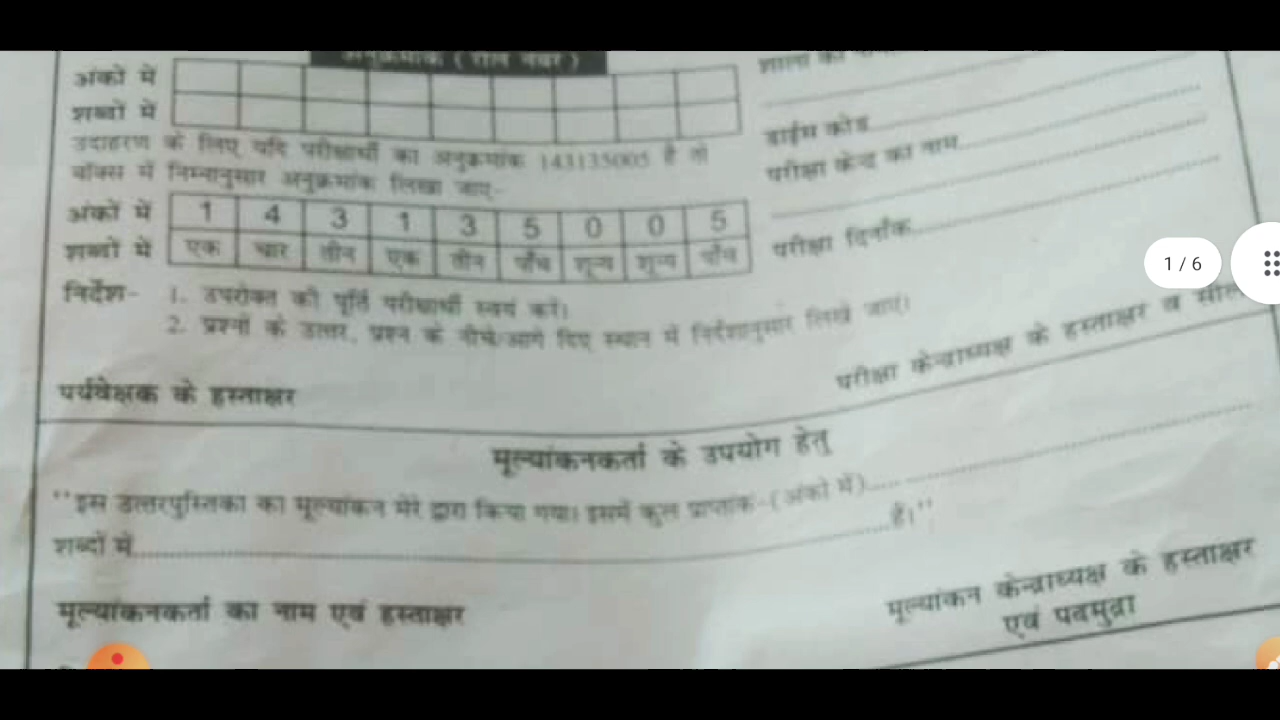 अनुक्रमांक ( रोल नंबर )
अंकों में
शब्दों में
उदाहरण के लिए यदि परीक्षार्थी का अनुक्रमांक 143135005 है तो
बॉक्स में निम्नानुसार अनुक्रमांक लिखा जाए-
अंकों में 1 4 3 1 3 5 0 0 5
शब्दों में एक चार तीन एक तीन पाँच शून्य शून्य पाँच
शाला का
डाईस कोड
परीक्षा केन्द्र का नाम
परीक्षा दिनाँक
1 / 6
निर्देश- 1. उपरोक्त की पूर्ति परीक्षार्थी स्वयं करें।
2. प्रश्नों के उत्तर, प्रश्न के नीचे/आगे दिए स्थान में निर्देशानुसार लिखे जाएं।
पर्यवेक्षक के हस्ताक्षर
परीक्षा केन्द्राध्यक्ष के हस्ताक्षर व
मूल्यांकनकर्ता के उपयोग हेतु
"इस उत्तरपुस्तिका का मूल्यांकन मेरे द्वारा किया गया। इसमें कुल प्राप्तांक-(अंको में)
शब्दों में है।"
मूल्यांकनकर्ता का नाम एवं हस्ताक्षर
मूल्यांकन केन्द्राध्यक्ष के हस्ताक्षर
एवं पदमुद्रा